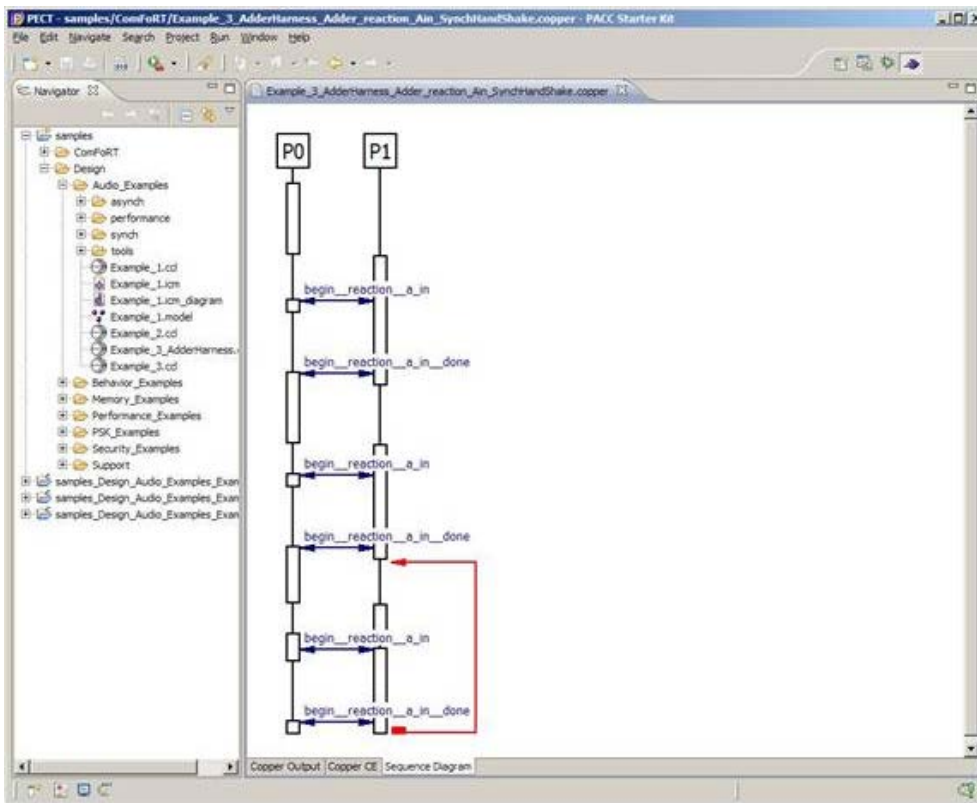 PECT - samples/ComFoRT/Example_3_AdderHarness_Adder_reaction_Ain_SynchHandShake.copper - PACC Starter Kit
File Edit Navigate Search Project Run Window Help
Navigator
Example_3_AdderHarness_Adder_reaction_Ain_SynchHandShake.copper
samples
ComFoRT
Design
Audio_Examples
asynch
performance
synch
tools
Example_1.ccl
Example_1.icm
Example_1.icm_diagram
Example_1.model
Example_2.ccl
Example_3_AdderHarness.
Example_3.ccl
Behavior_Examples
Memory_Examples
Performance_Examples
PSK_Examples
Security_Examples
Support
samples_Design_Audio_Examples_Exan
samples_Design_Audio_Examples_Exan
samples_Design_Audio_Examples_Exan
P0 P1
begin__reaction__a_in
begin__reaction__a_in__done
begin__reaction__a_in
begin__reaction__a_in__done
begin__reaction__a_in
begin__reaction__a_in__done
Copper Output Copper CE Sequence Diagram